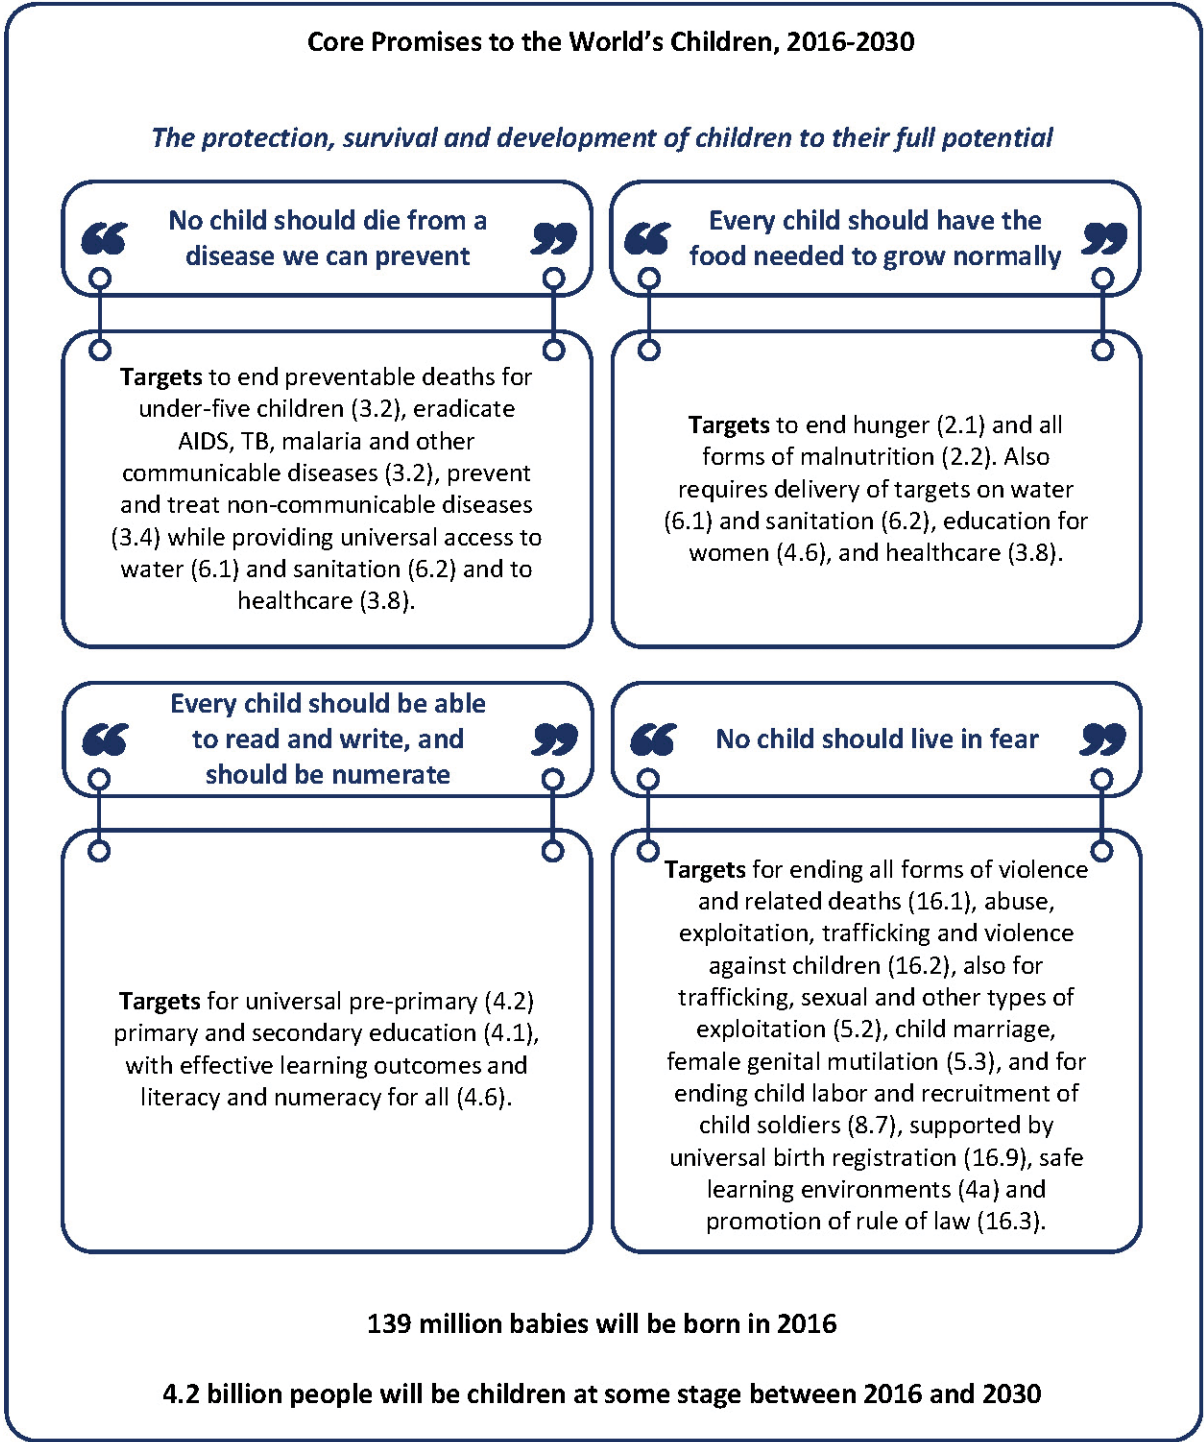 Core Promises to the World’s Children, 2016-2030
The protection, survival and development of children to their full potential
“ No child should die from a
disease we can prevent ”
“ Every child should have the
food needed to grow normally ”
Targets to end preventable deaths for
under-five children (3.2), eradicate
AIDS, TB, malaria and other
communicable diseases (3.2), prevent
and treat non-communicable diseases
(3.4) while providing universal access to
water (6.1) and sanitation (6.2) and to
healthcare (3.8).
Targets to end hunger (2.1) and all
forms of malnutrition (2.2). Also
requires delivery of targets on water
(6.1) and sanitation (6.2), education for
women (4.6), and healthcare (3.8).
“ Every child should be able
to read and write, and
should be numerate ”
“ No child should live in fear ”
Targets for universal pre-primary (4.2)
primary and secondary education (4.1),
with effective learning outcomes and
literacy and numeracy for all (4.6).
Targets for ending all forms of violence
and related deaths (16.1), abuse,
exploitation, trafficking and violence
against children (16.2), also for
trafficking, sexual and other types of
exploitation (5.2), child marriage,
female genital mutilation (5.3), and for
ending child labor and recruitment of
child soldiers (8.7), supported by
universal birth registration (16.9), safe
learning environments (4a) and
promotion of rule of law (16.3).
139 million babies will be born in 2016
4.2 billion people will be children at some stage between 2016 and 2030